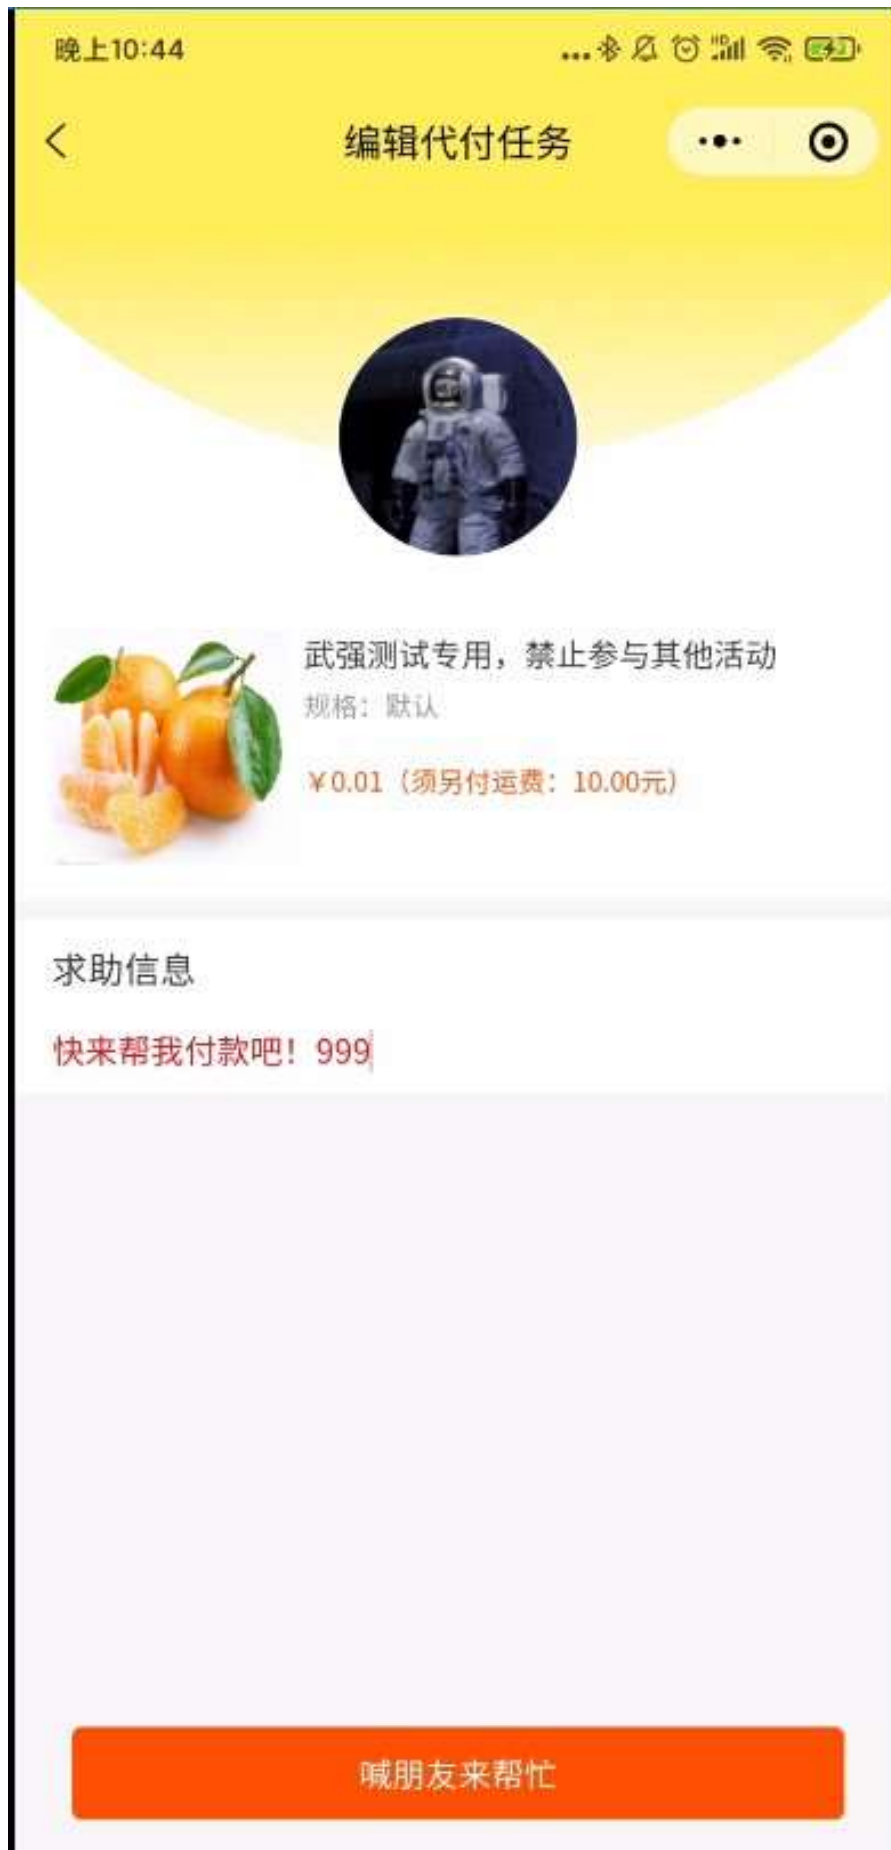 晚上10:44
编辑代付任务
武强测试专用，禁止参与其他活动
规格：默认
￥0.01（须另付运费：10.00元）
求助信息
快来帮我付款吧！999
喊朋友来帮忙